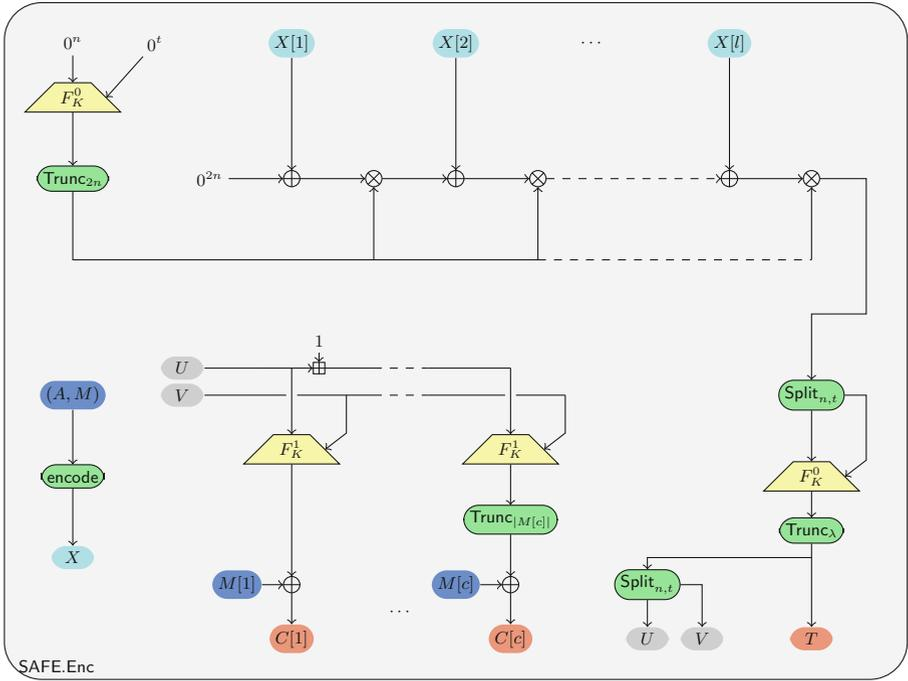 0^n 0^t X[1] X[2] ... X[l]
F_K^0
Trunc_{2n} 0^{2n}
1
U
V
(A, M) Split_{n,t}
F_K^1 F_K^1
encode F_K^0
Trunc_{|M[c]|} Trunc_λ
X
M[1] M[c] Split_{n,t}
...
C[1] C[c] U V T
SAFE.Enc